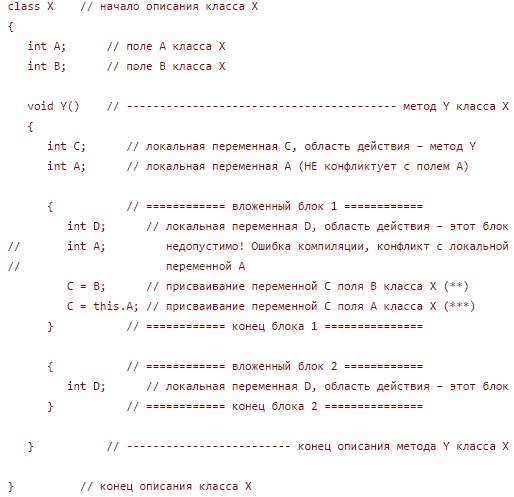 class X    // начало описания класса X
{
   int A;      // поле A класса X
   int B;      // поле B класса X
   void Y()    // ----------------------------------------- метод Y класса X
   {
      int C;      // локальная переменная C, область действия – метод Y
      int A;      // локальная переменная A (НЕ конфликтует с полем A)
      {           // ============ вложенный блок 1 ============
         int D;      // локальная переменная D, область действия – этот блок
//       int A;         недопустимо! Ошибка компиляции, конфликт с локальной
//                      переменной A
         C = B;      // присваивание переменной C поля B класса X (**)
         C = this.A; // присваивание переменной C поля A класса X (***)
      }           // ============ конец блока 1 ===============
      {           // ============ вложенный блок 2 ============
         int D;      // локальная переменная D, область действия – этот блок
      }           // ============ конец блока 2 ===============
   }           // ------------------------- конец описания метода Y класса X
}          // конец описания класса X